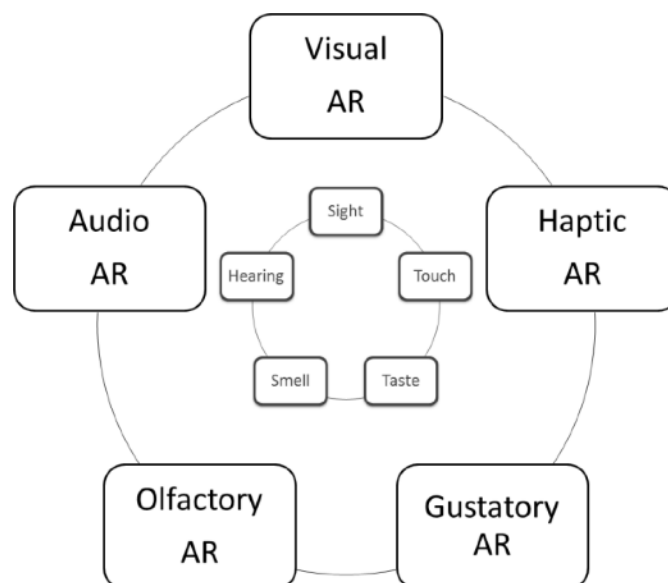 Visual
AR
Audio
AR
Haptic
AR
Sight
Hearing
Touch
Smell
Taste
Olfactory
AR
Gustatory
AR